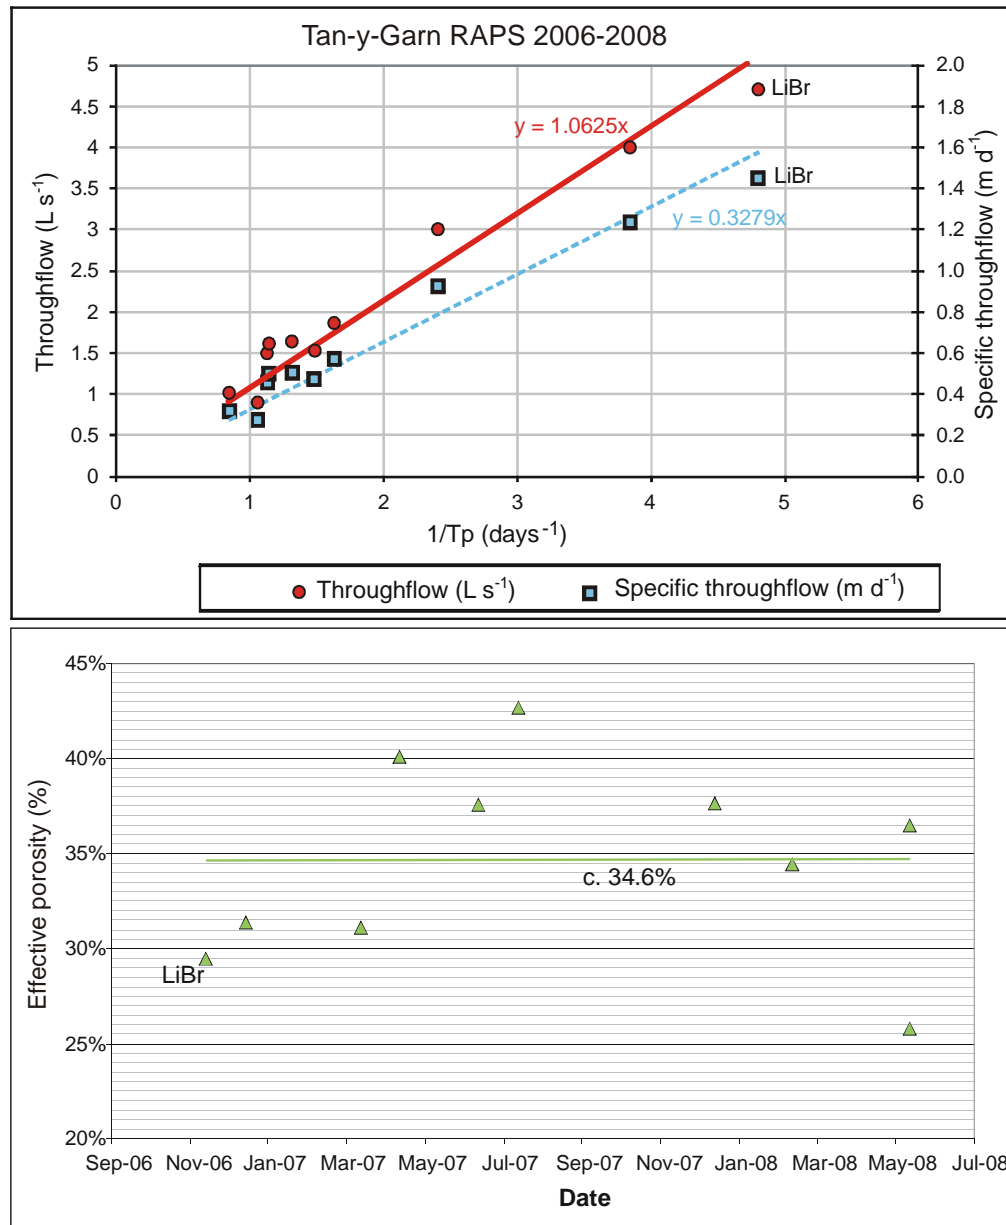 Tan-y-Garn RAPS 2006-2008
5
4.5
4
3.5
3
2.5
2
1.5
1
0.5
0
Throughflow (L s⁻¹)
2.0
1.8
1.6
1.4
1.2
1.0
0.8
0.6
0.4
0.2
0.0
Specific throughflow (m d⁻¹)
LiBr
y = 1.0625x
LiBr
y = 0.3279x
0 1 2 3 4 5 6
1/Tp (days⁻¹)
Throughflow (L s⁻¹) Specific throughflow (m d⁻¹)
45%
40%
35%
30%
25%
20%
Effective porosity (%)
c. 34.6%
LiBr
Sep-06 Nov-06 Jan-07 Mar-07 May-07 Jul-07 Sep-07 Nov-07 Jan-08 Mar-08 May-08 Jul-08
Date